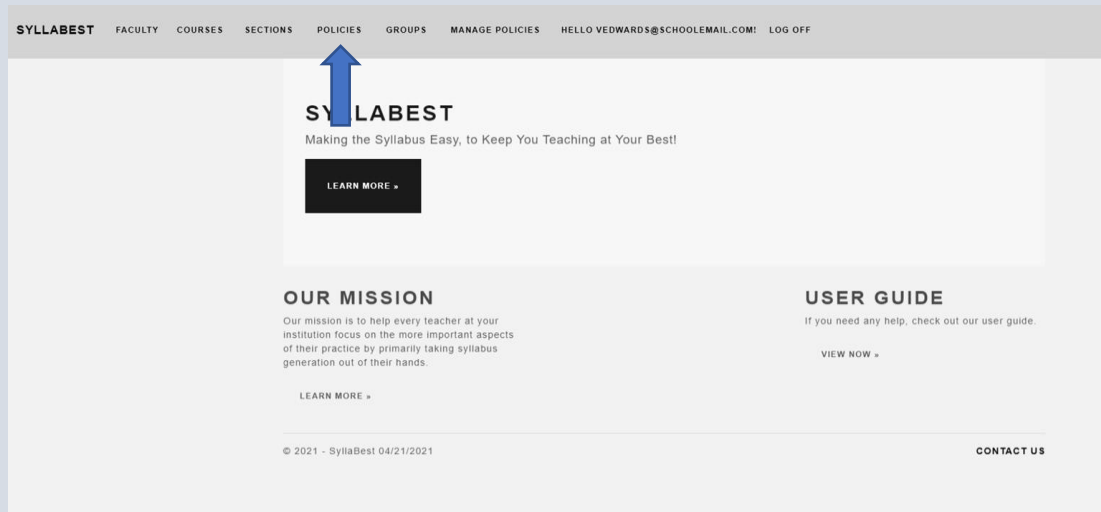 SYLLABEST FACULTY COURSES SECTIONS POLICIES GROUPS MANAGE POLICIES HELLO VEDWARDS@SCHOOLEMAIL.COM! LOG OFF
SYLLABEST
Making the Syllabus Easy, to Keep You Teaching at Your Best!
LEARN MORE »
OUR MISSION
Our mission is to help every teacher at your
institution focus on the more important aspects
of their practice by primarily taking syllabus
generation out of their hands.
LEARN MORE »
USER GUIDE
If you need any help, check out our user guide.
VIEW NOW »
© 2021 - SyllaBest 04/21/2021
CONTACT US